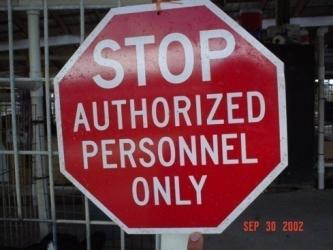 STOP
AUTHORIZED
PERSONNEL
ONLY
SEP 30 2002